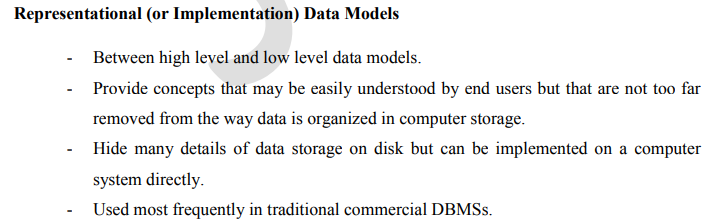 Representational (or Implementation) Data Models
- Between high level and low level data models.
- Provide concepts that may be easily understood by end users but that are not too far
removed from the way data is organized in computer storage.
- Hide many details of data storage on disk but can be implemented on a computer
system directly.
- Used most frequently in traditional commercial DBMSs.